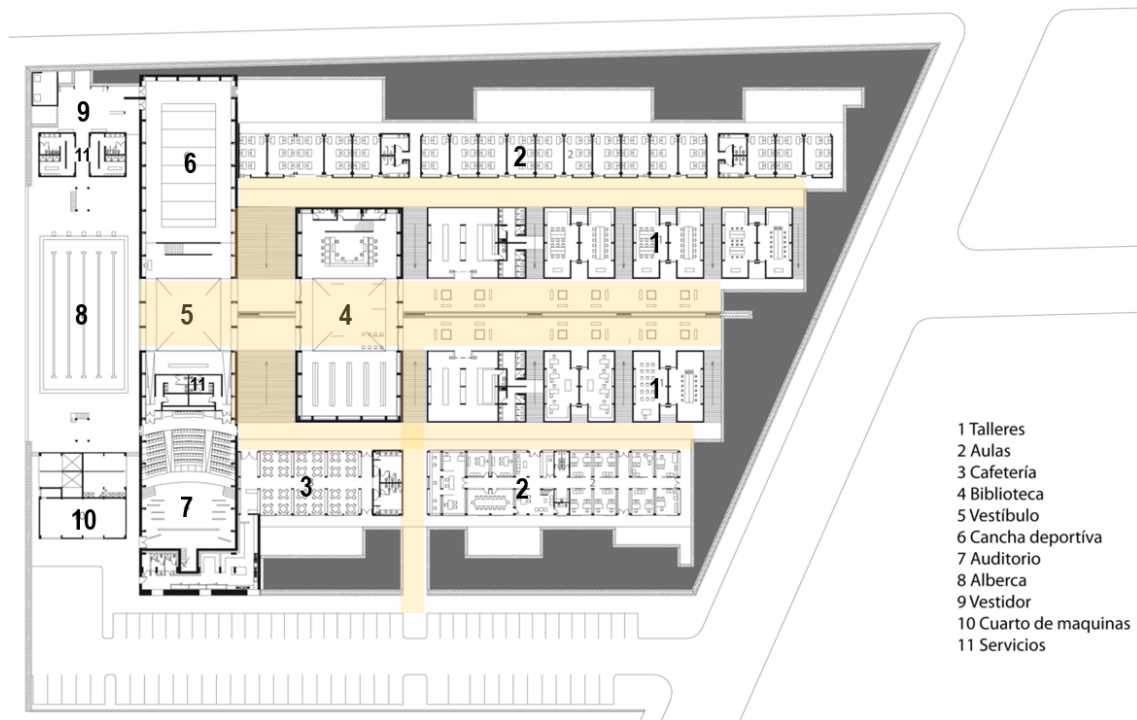 9
11
6
2
2
1
8
5
4
11
1
3
2
2
7
10
1 Talleres
2 Aulas
3 Cafetería
4 Biblioteca
5 Vestíbulo
6 Cancha deportíva
7 Auditorio
8 Alberca
9 Vestidor
10 Cuarto de maquinas
11 Servicios